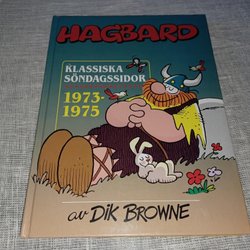 HAGBARD
KLASSISKA
SÖNDAGSSIDOR
1973-
1975
av DIK BROWNE